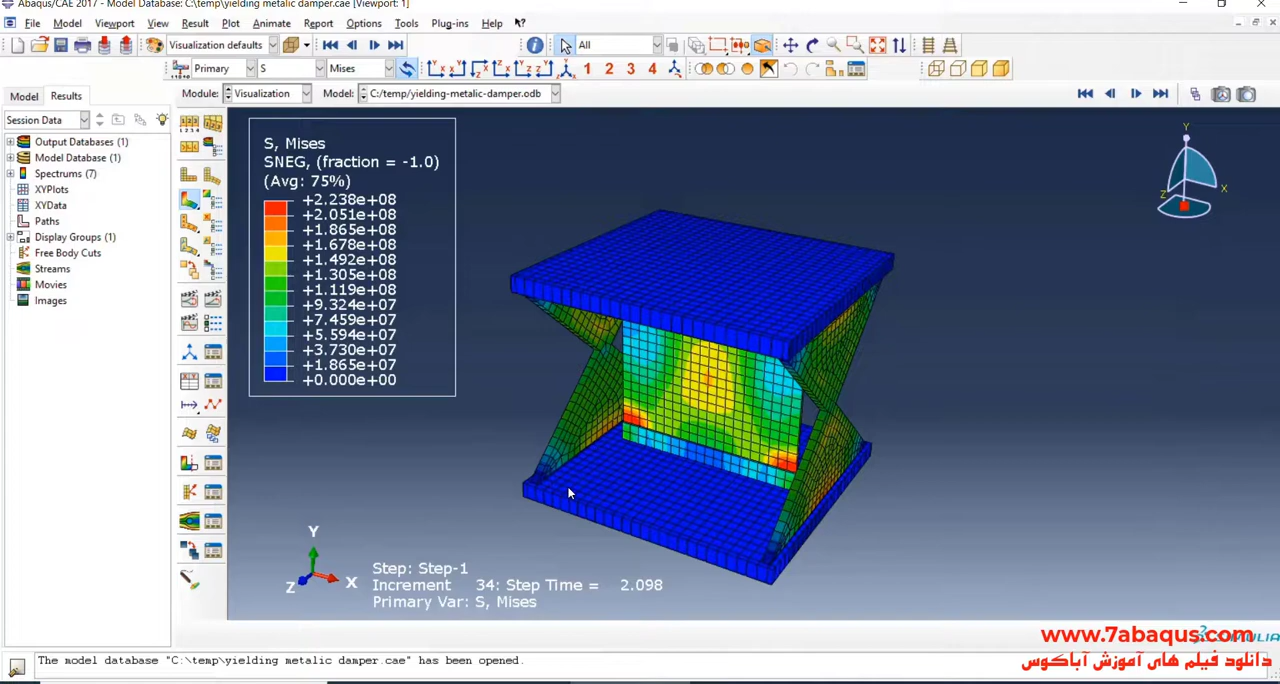 Abaqus/CAE 2017 - Model Database: C:\temp\yielding metalic damper.cae [Viewport: 1]
File Model Viewport View Result Plot Animate Report Options Tools Plug-ins Help
Visualization defaults All
Primary S Mises 1 2 3 4
Model Results Module: Visualization Model: C:/temp/yielding-metalic-damper.odb
Session Data
Output Databases (1)
Model Database (1)
Spectrums (7)
XYPlots
XYData
Paths
Display Groups (1)
Free Body Cuts
Streams
Movies
Images
S, Mises
SNEG, (fraction = -1.0)
(Avg: 75%)
+2.238e+08
+2.051e+08
+1.865e+08
+1.678e+08
+1.492e+08
+1.305e+08
+1.119e+08
+9.324e+07
+7.459e+07
+5.594e+07
+3.730e+07
+1.865e+07
+0.000e+00
Y
Z X
Y
Z X
Step: Step-1
Increment 34: Step Time = 2.098
Primary Var: S, Mises
www.7abaqus.com
دانلود فیلم های آموزش آباکوس
The model database "C:\temp\yielding metalic damper.cae" has been opened.